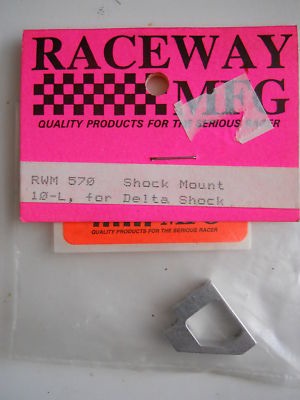 RACEWAY
MFG
QUALITY PRODUCTS FOR THE SERIOUS RACER
RWM 570 Shock Mount
10-L, for Delta Shock
MFG
QUALITY PRODUCTS FOR THE SERIOUS RACER